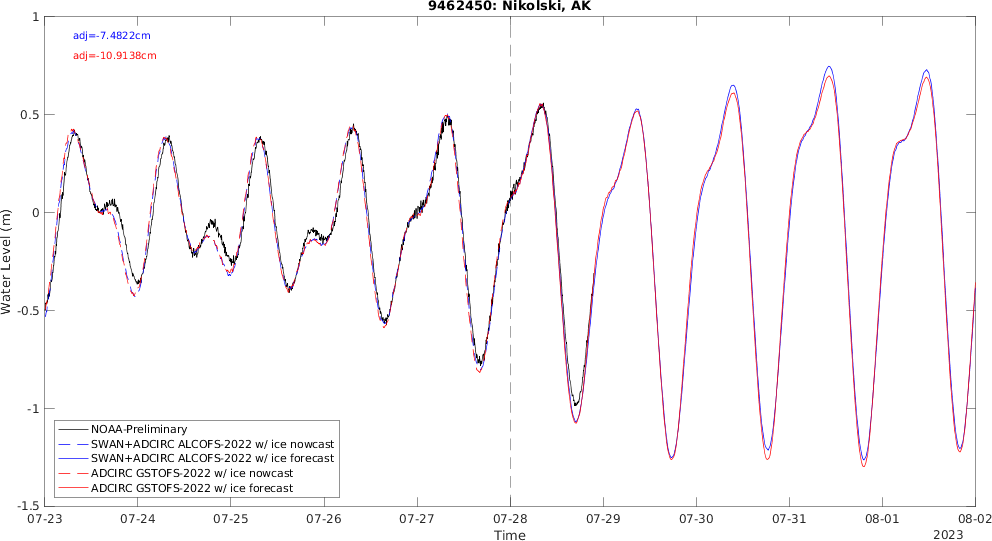 9462450: Nikolski, AK
adj=-7.4822cm
adj=-10.9138cm
1
0.5
0
-0.5
-1
-1.5
Water Level (m)
NOAA-Preliminary
SWAN+ADCIRC ALCOFS-2022 w/ ice nowcast
SWAN+ADCIRC ALCOFS-2022 w/ ice forecast
ADCIRC GSTOFS-2022 w/ ice nowcast
ADCIRC GSTOFS-2022 w/ ice forecast
07-23 07-24 07-25 07-26 07-27 07-28 07-29 07-30 07-31 08-01 08-02
Time
2023